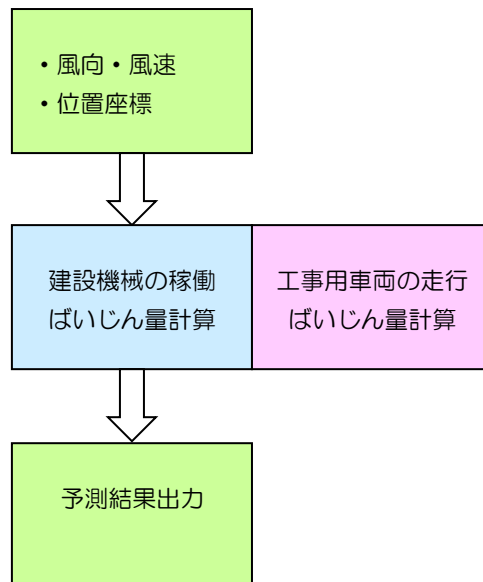 ・風向・風速
・位置座標
建設機械の稼働
ばいじん量計算
工事用車両の走行
ばいじん量計算
予測結果出力